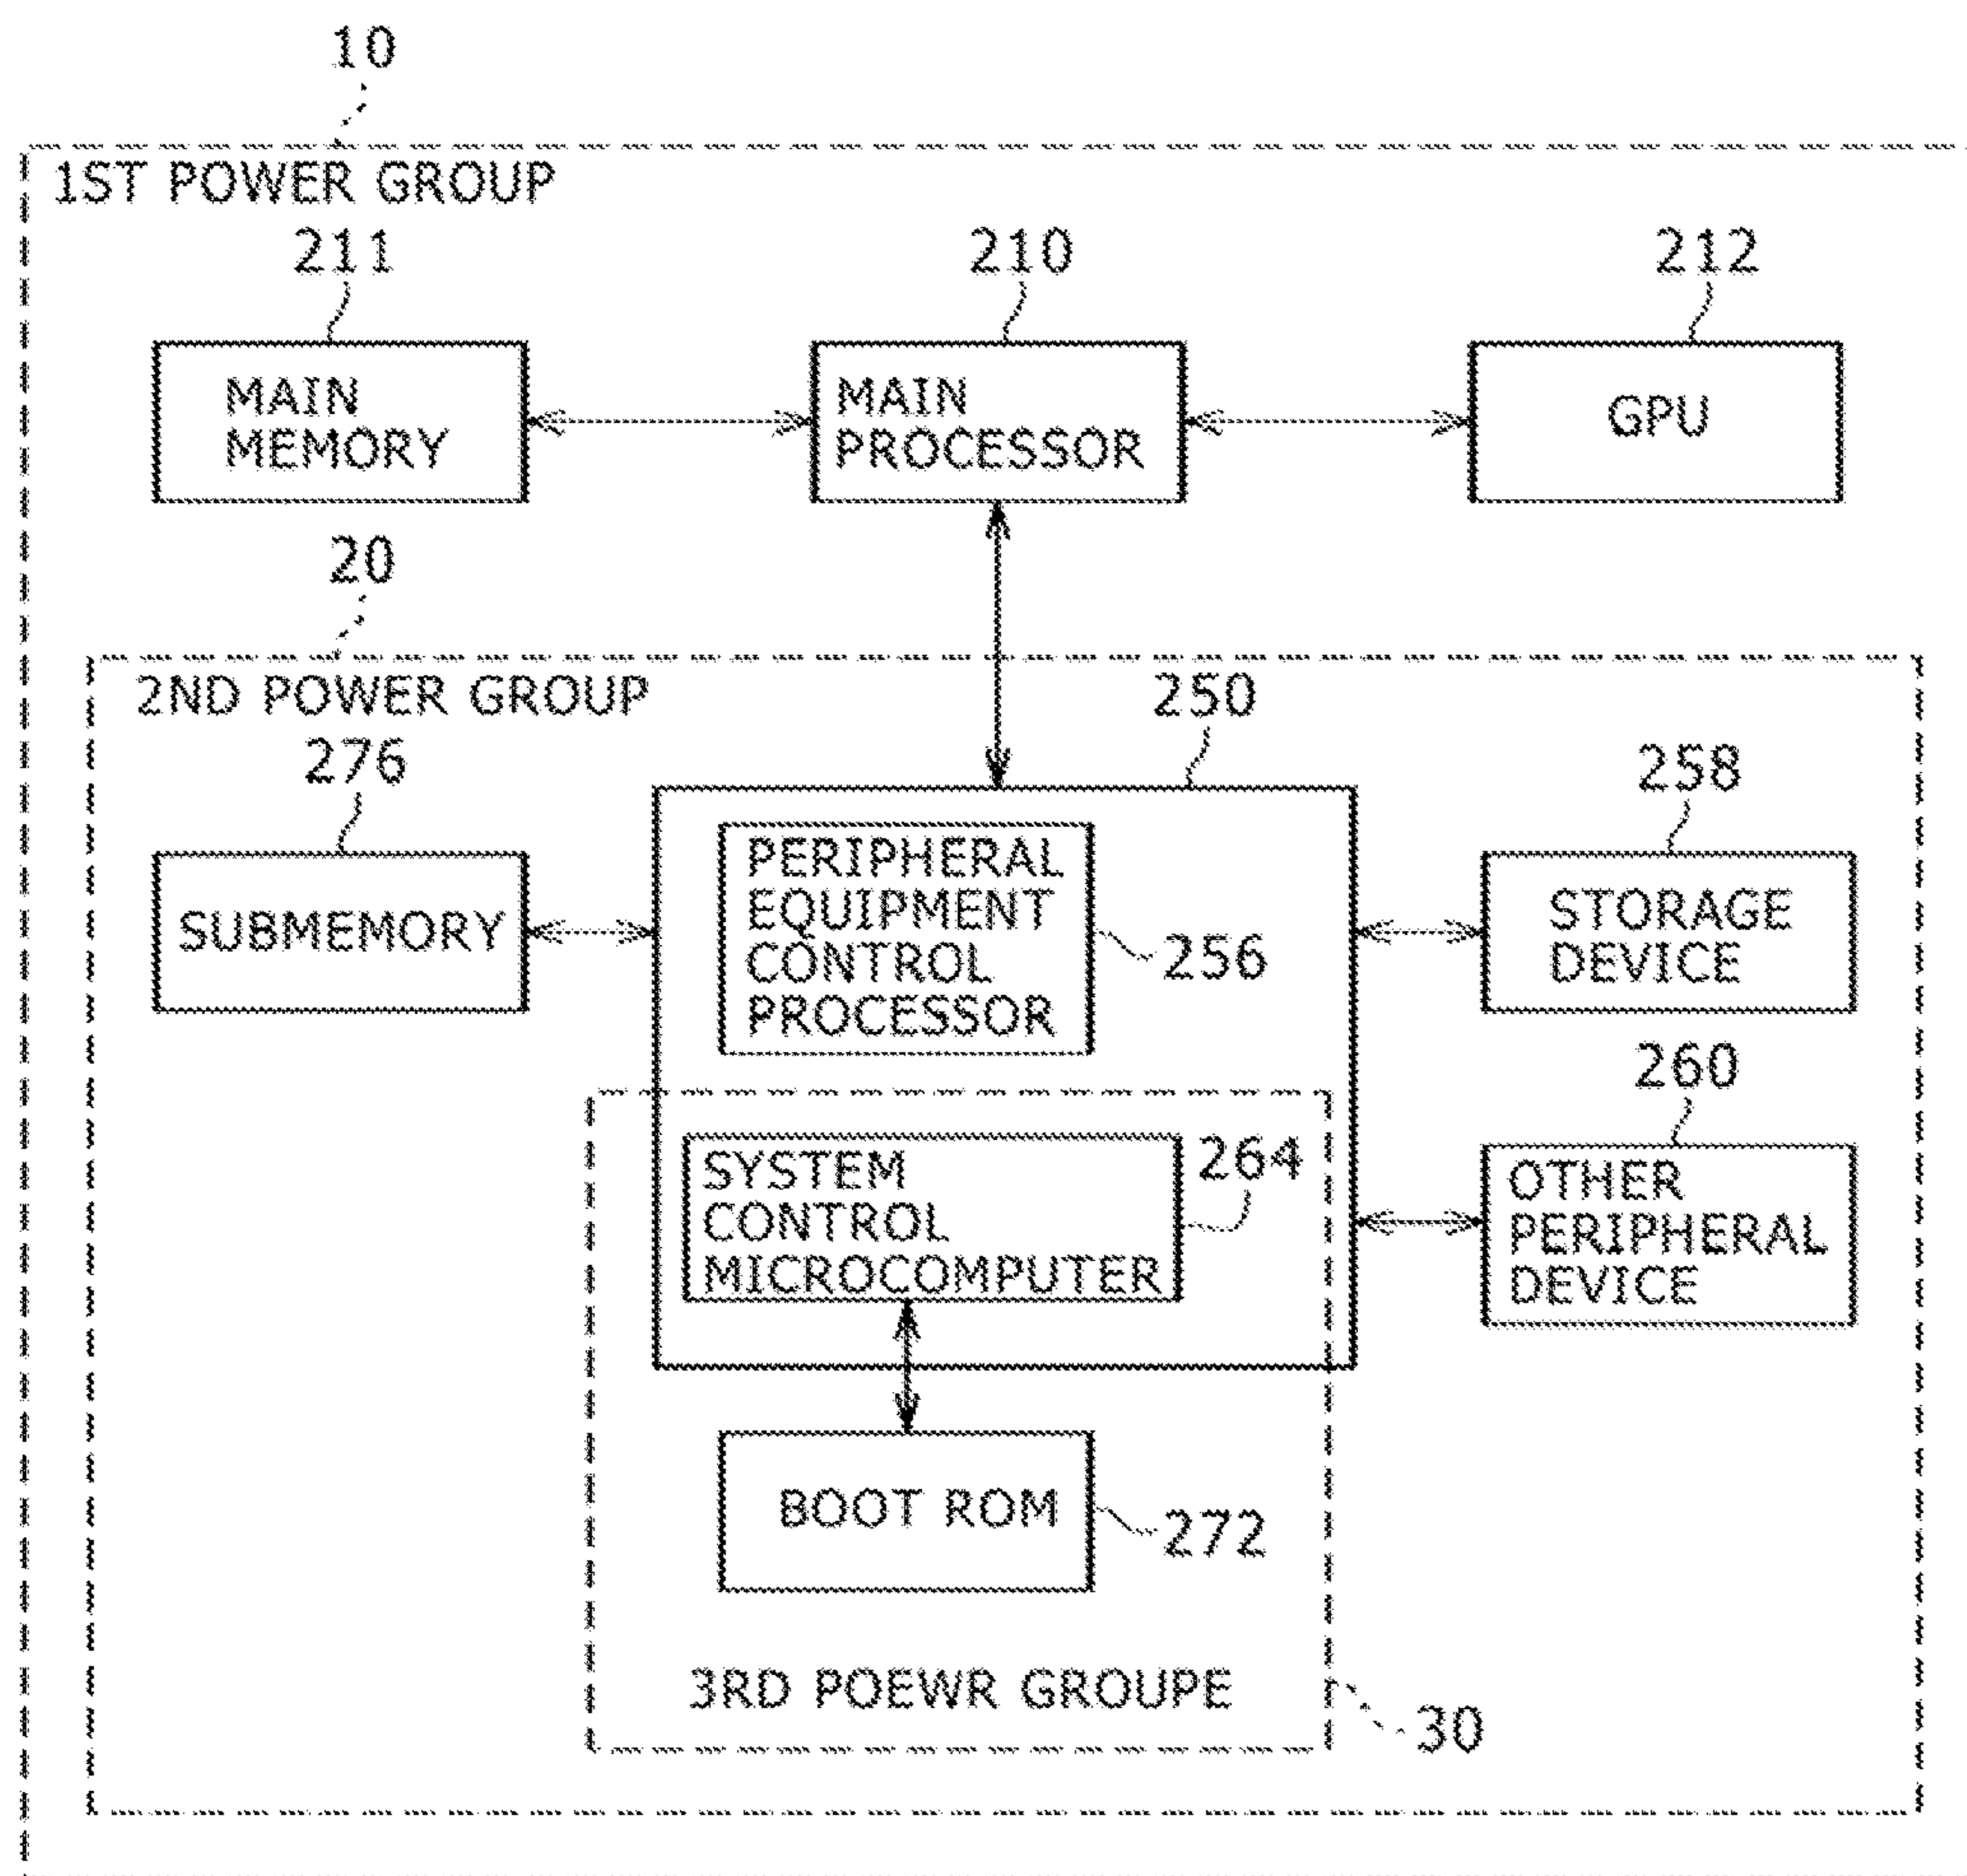 10
1ST POWER GROUP
211
210
212
MAIN
MEMORY
MAIN
PROCESSOR
GPU
20
2ND POWER GROUP
250
276
258
SUBMEMORY
PERIPHERAL
EQUIPMENT
CONTROL
PROCESSOR
256
STORAGE
DEVICE
260
SYSTEM
CONTROL
MICROCOMPUTER
264
OTHER
PERIPHERAL
DEVICE
BOOT ROM
272
3RD POEWR GROUPE
30